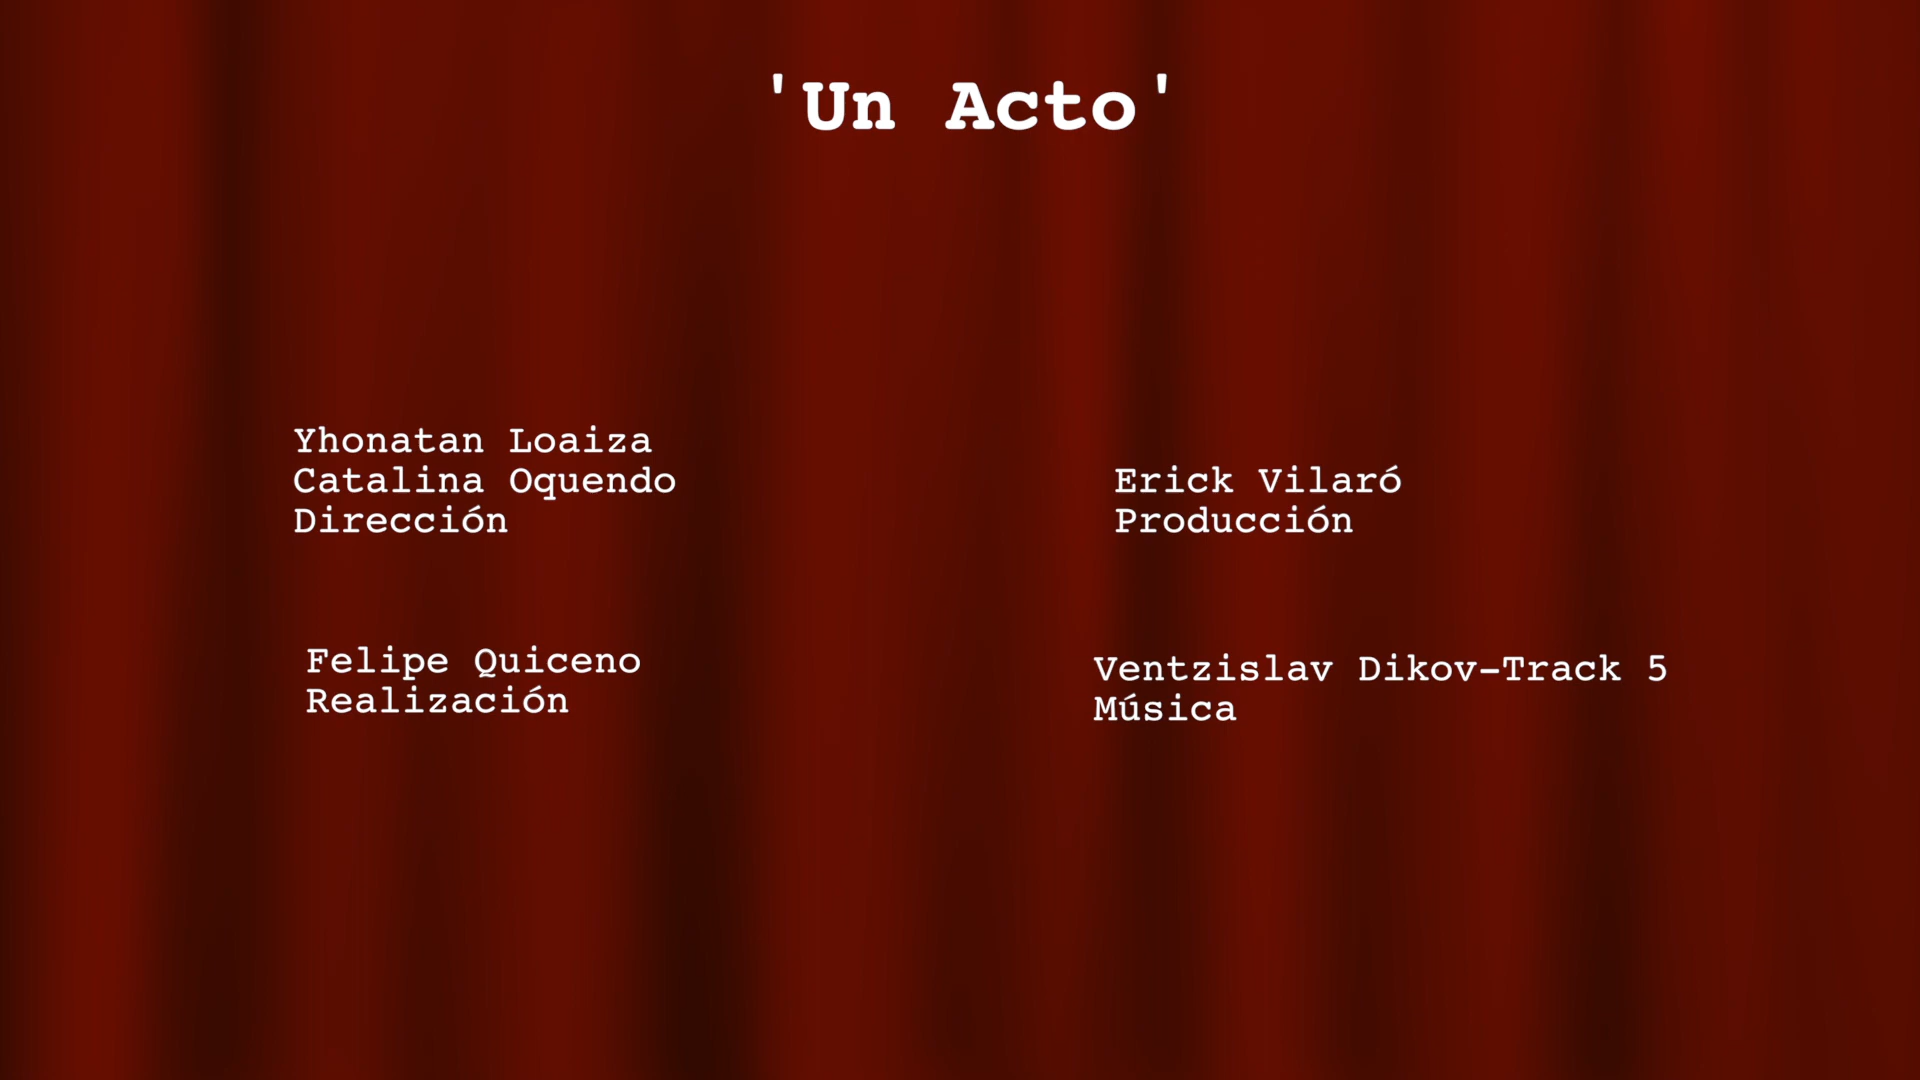 'Un Acto'
Yhonatan Loaiza
Catalina Oquendo
Dirección
Erick Vilaró
Producción
Felipe Quiceno
Realización
Ventzislav Dikov-Track 5
Música